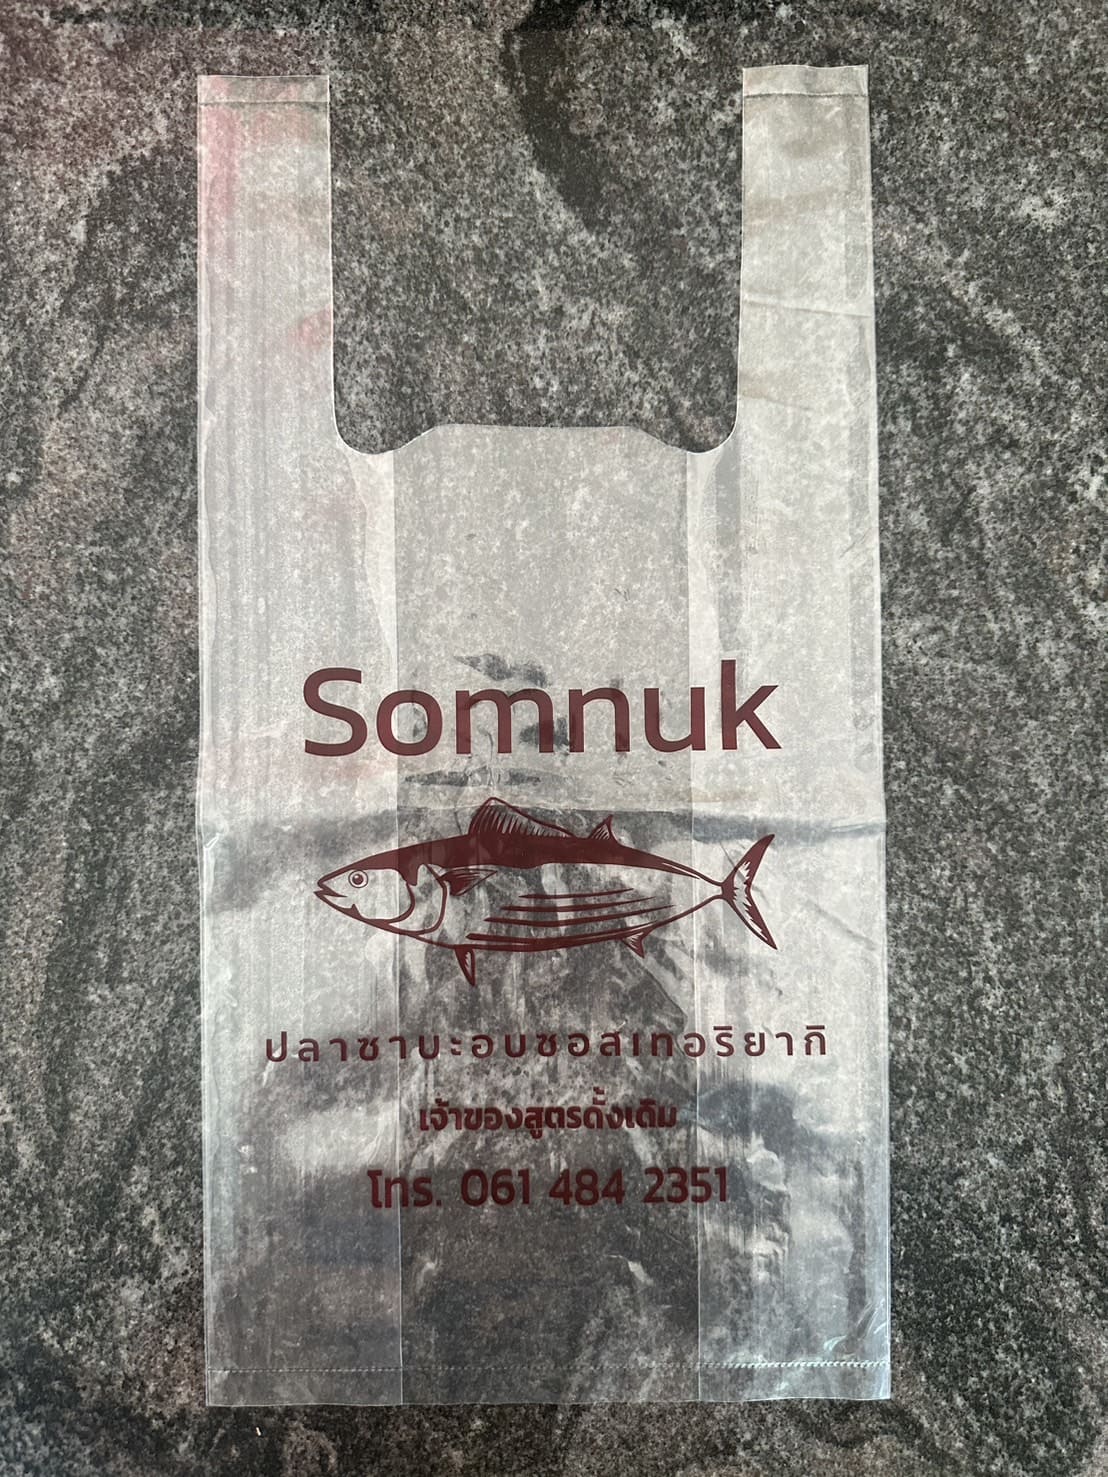 Somnuk
ปลาซาบะอบซอสเทอริยากิ
เจ้าของสูตรดั้งเดิม
โทร. 061 484 2351